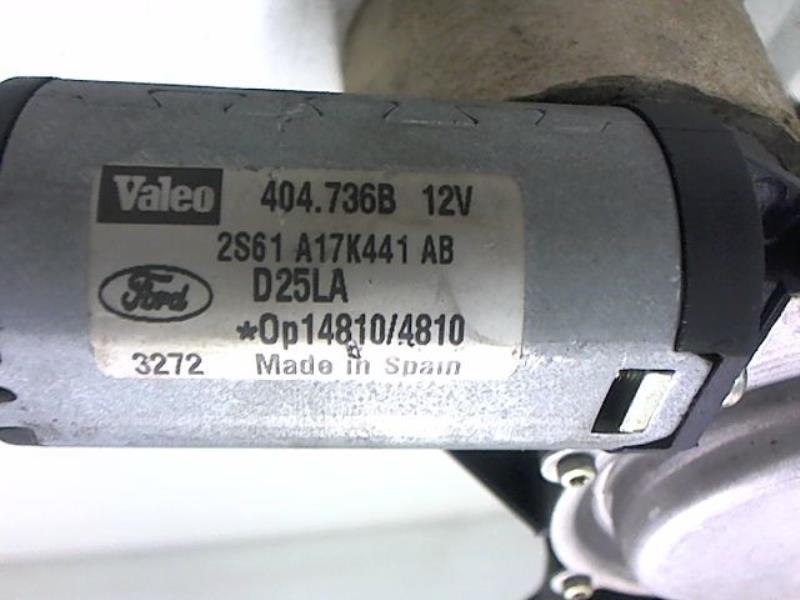 Valeo 404.736B 12V
2S61 A17K441 AB
Ford D25LA
*Op14810/4810
3272 Made in Spain